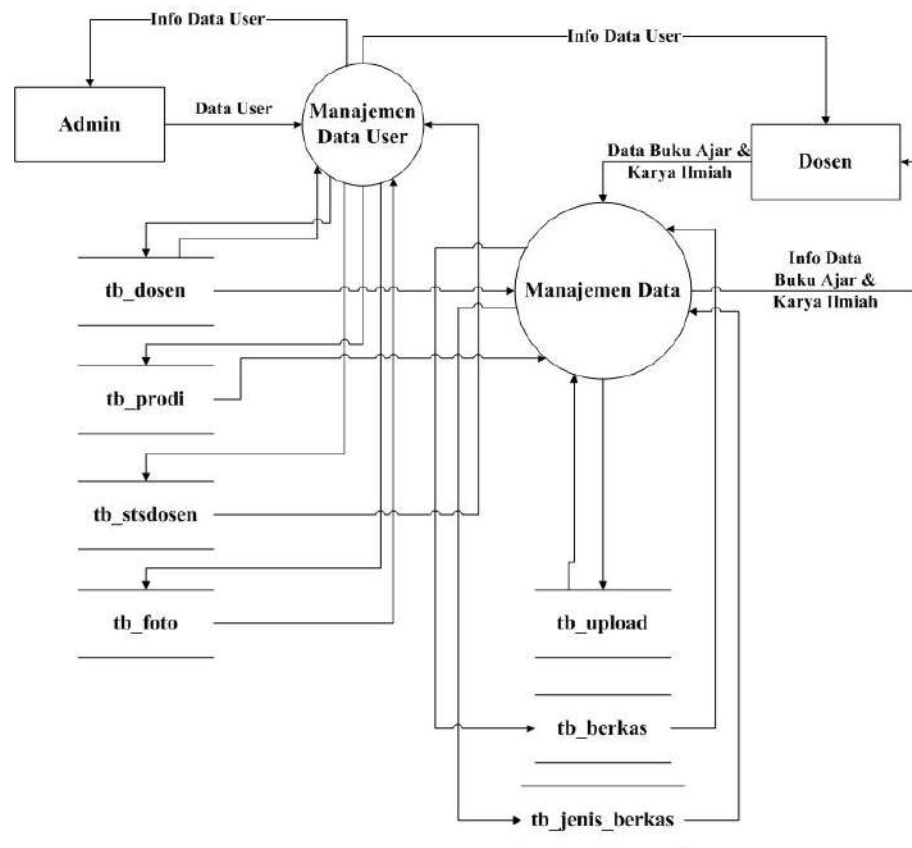 Info Data User
Info Data User
Admin
Data User
Manajemen
Data User
Data Buku Ajar &
Karya Ilmiah
Dosen
tb_dosen
Manajemen Data
Info Data
Buku Ajar &
Karya Ilmiah
tb_prodi
tb_stsdosen
tb_foto
tb_upload
tb_berkas
tb_jenis_berkas